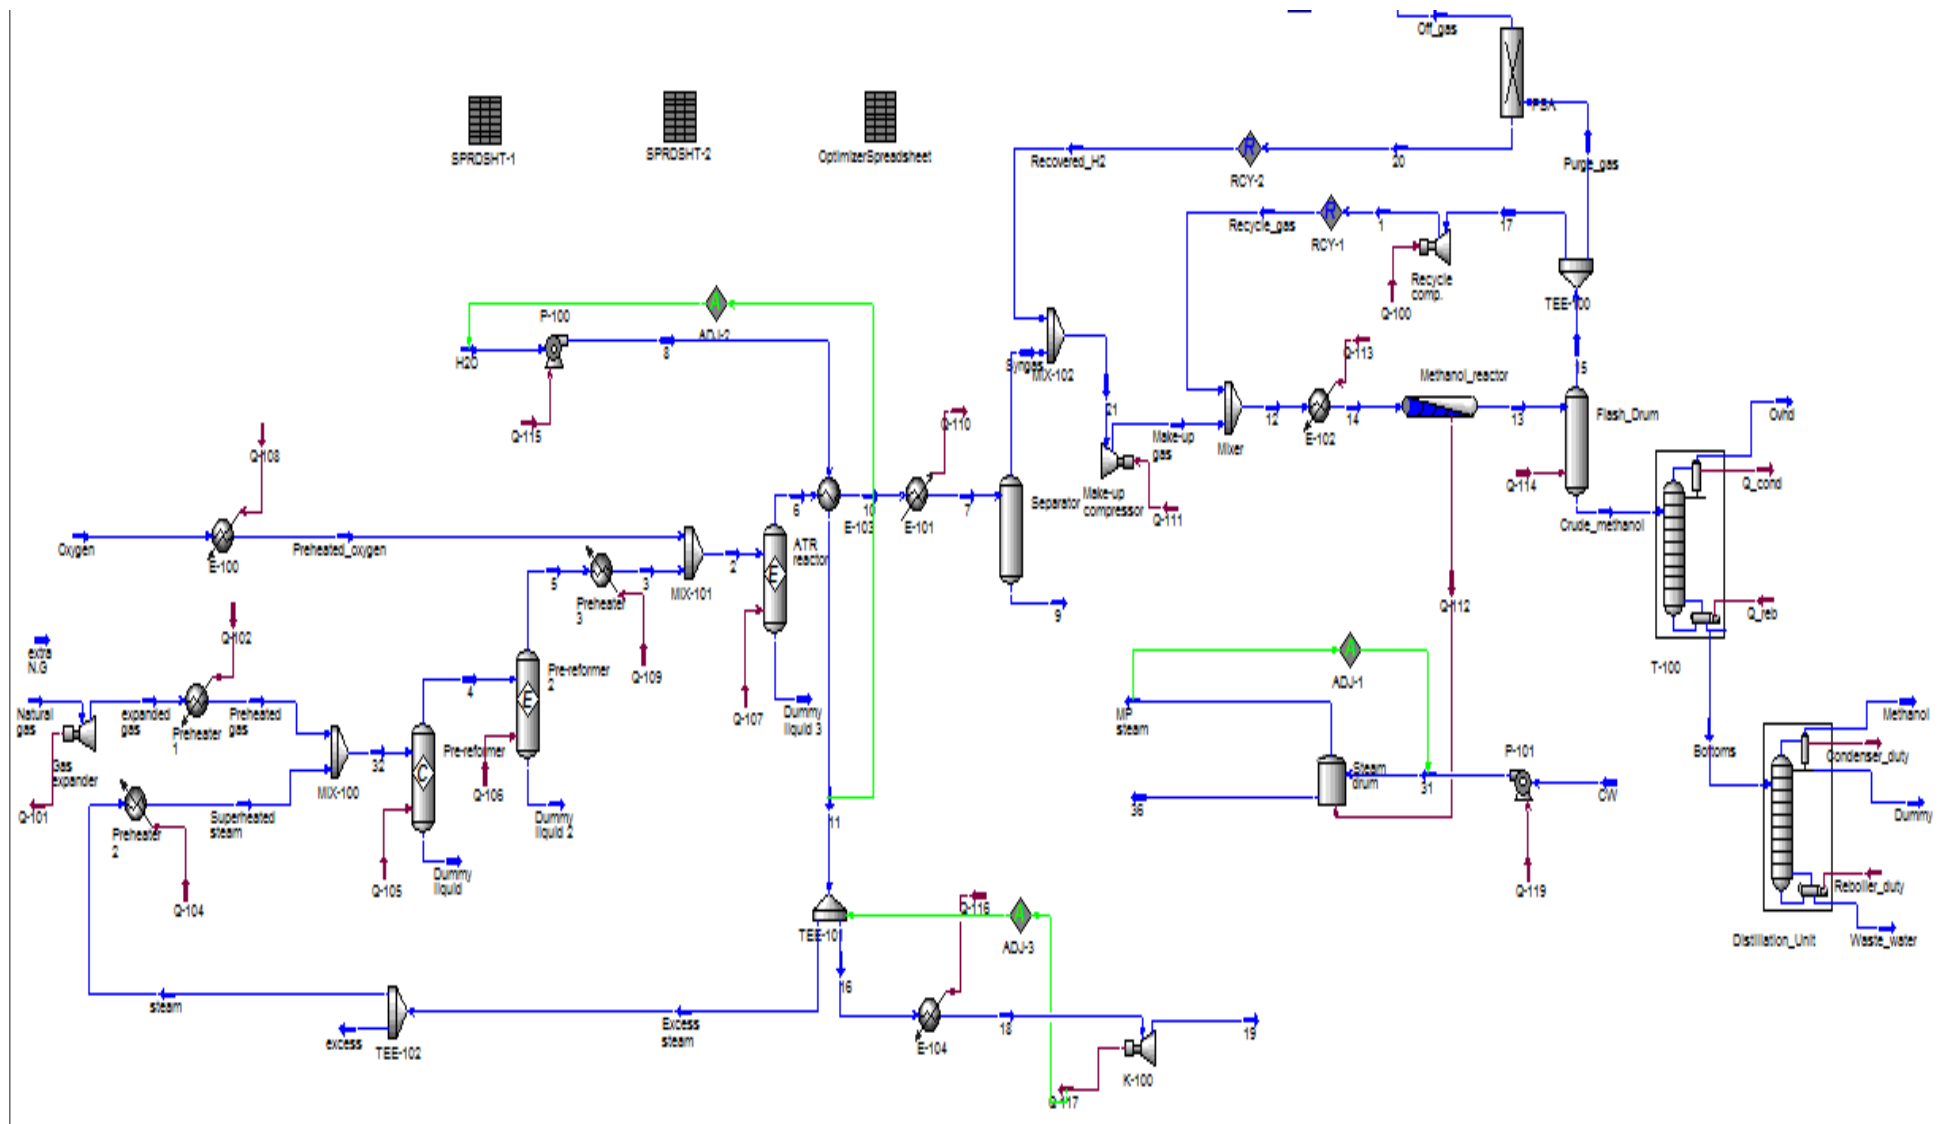 Off_gas
PSA
SPRDSHT-1
SPRDSHT-2
OptimizerSpreadsheet
Recovered_H2
RCY-2
20
Purge_gas
Recycle_gas
RCY-1
1
17
Recycle
comp.
Q-100
TEE-100
P-100
ADJ-2
H2O
8
Q-115
Syngas
MIX-102
Q-113
15
Methanol_reactor
21
12
E-102
14
13
Flash_Drum
Ovhd
Make-up
gas
Mixer
Q-110
Q-108
Q_cond
Q-114
Make-up
compressor
Q-111
Separator
6
10
E-103
E-101
7
Crude_methanol
Oxygen
E-100
Preheated_oxygen
ATR
reactor
2
MIX-101
5
Preheater
3
3
9
Q-112
Q_reb
Q-102
extra
N.G
Pre-reformer
2
Q-109
T-100
4
ADJ-1
Natural
gas
expanded
gas
Preheater
1
Preheated
gas
Q-107
Dummy
liquid 3
MP
steam
Methanol
Gas
expander
32
Pre-reformer
Bottoms
P-101
Condenser_duty
MIX-100
Q-106
Steam
drum
31
CW
36
Q-101
Preheater
2
Superheated
steam
Dummy
liquid 2
11
Dummy
Q-105
Dummy
liquid
Q-119
Reboiler_duty
Q-104
Q-116
TEE-101
ADJ-3
Distillation_Unit
Waste_water
16
steam
Excess
steam
18
19
excess
TEE-102
E-104
K-100
Q-117